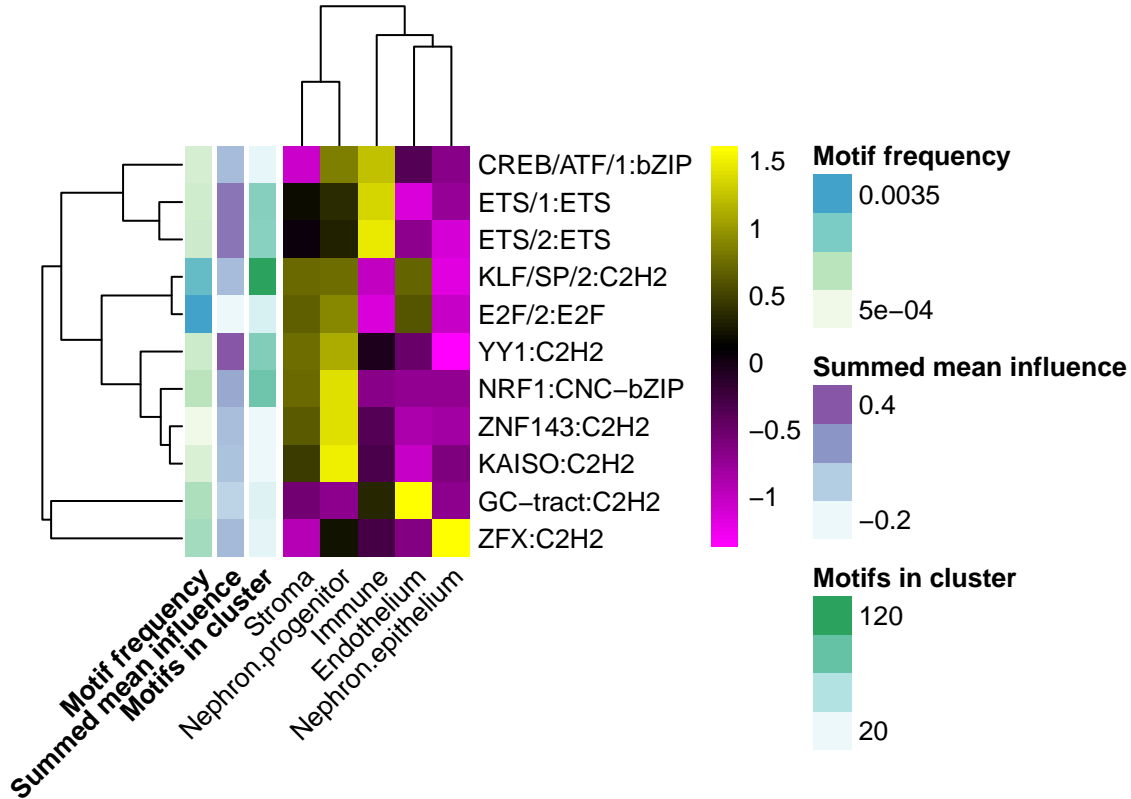 CREB/ATF/1:bZIP
ETS/1:ETS
ETS/2:ETS
KLF/SP/2:C2H2
E2F/2:E2F
YY1:C2H2
NRF1:CNC−bZIP
ZNF143:C2H2
KAISO:C2H2
GC−tract:C2H2
ZFX:C2H2
Motif frequency
Summed mean influence
Motifs in cluster
Stroma
Nephron.progenitor
Immune
Endothelium
Nephron.epithelium
1.5
1
0.5
0
−0.5
−1
Motif frequency
0.0035
5e−04
Summed mean influence
0.4
−0.2
Motifs in cluster
120
20